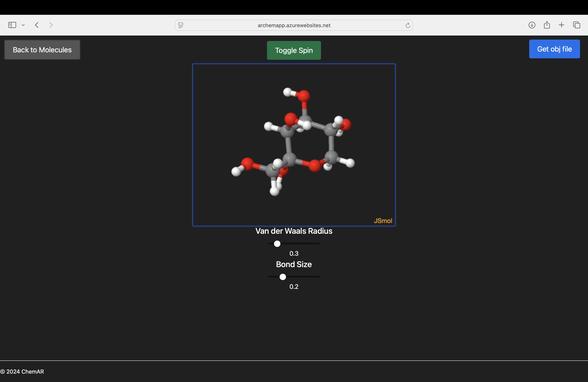 archemapp.azurewebsites.net
Back to Molecules
Toggle Spin
Get obj file
JSmol
Van der Waals Radius
0.3
Bond Size
0.2
© 2024 ChemAR